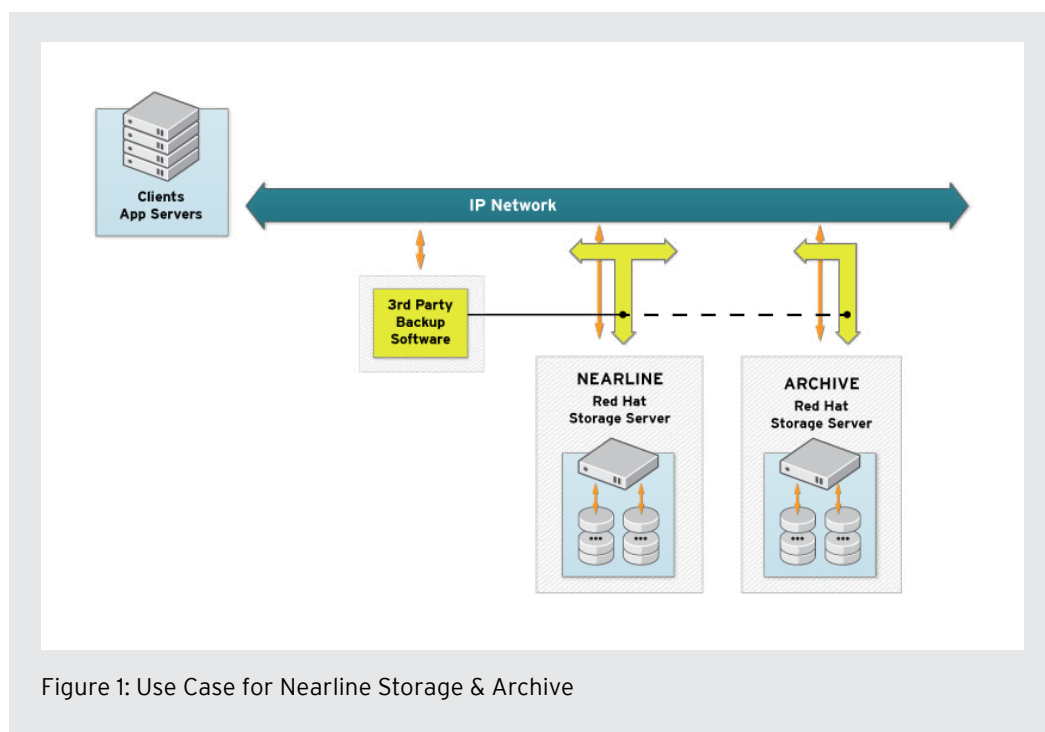 Clients
App Servers
IP Network
3rd Party
Backup
Software
NEARLINE
Red Hat
Storage Server
ARCHIVE
Red Hat
Storage Server
Figure 1: Use Case for Nearline Storage & Archive